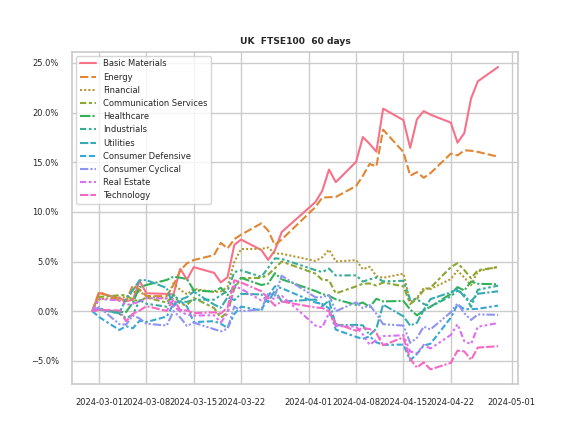 UK  FTSE100  60 days
25.0%
20.0%
15.0%
10.0%
5.0%
0.0%
−5.0%
Basic Materials
Energy
Financial
Communication Services
Healthcare
Industrials
Utilities
Consumer Defensive
Consumer Cyclical
Real Estate
Technology
2024-03-01 2024-03-08 2024-03-15 2024-03-22 2024-04-01 2024-04-08 2024-04-15 2024-04-22 2024-05-01